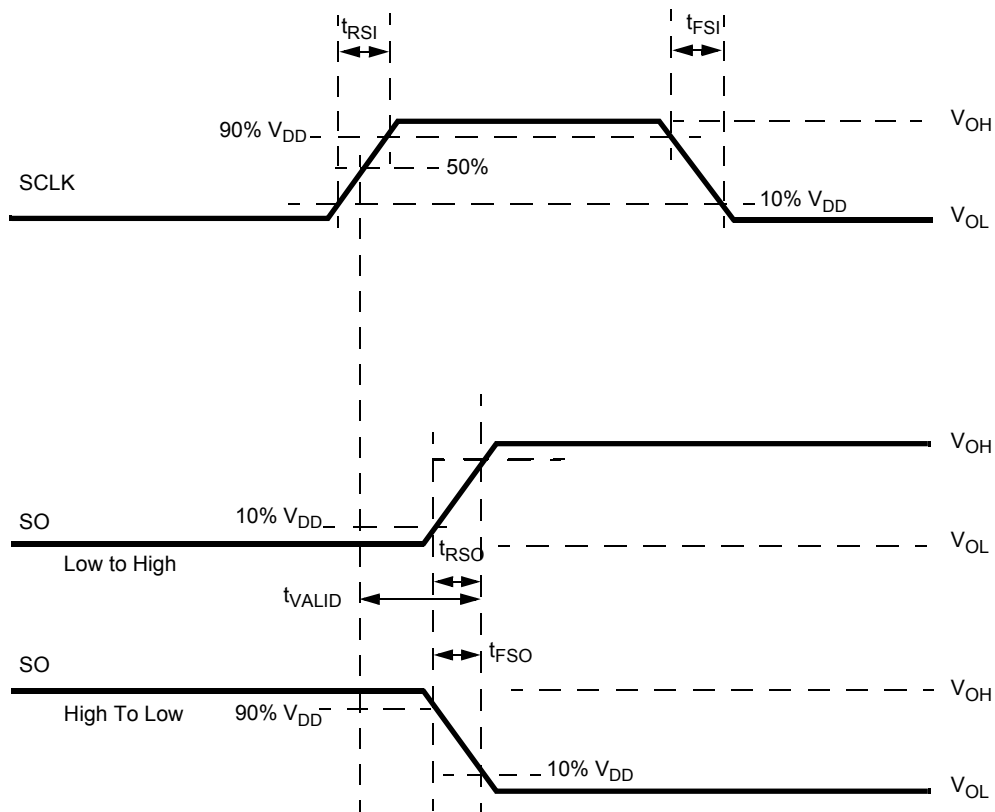 tRSI
tFSI
90% VDD
VOH
50%
SCLK
10% VDD
VOL
VOH
SO
10% VDD
Low to High
tRSO
VOL
tVALID
SO
tFSO
High To Low
90% VDD
VOH
10% VDD
VOL